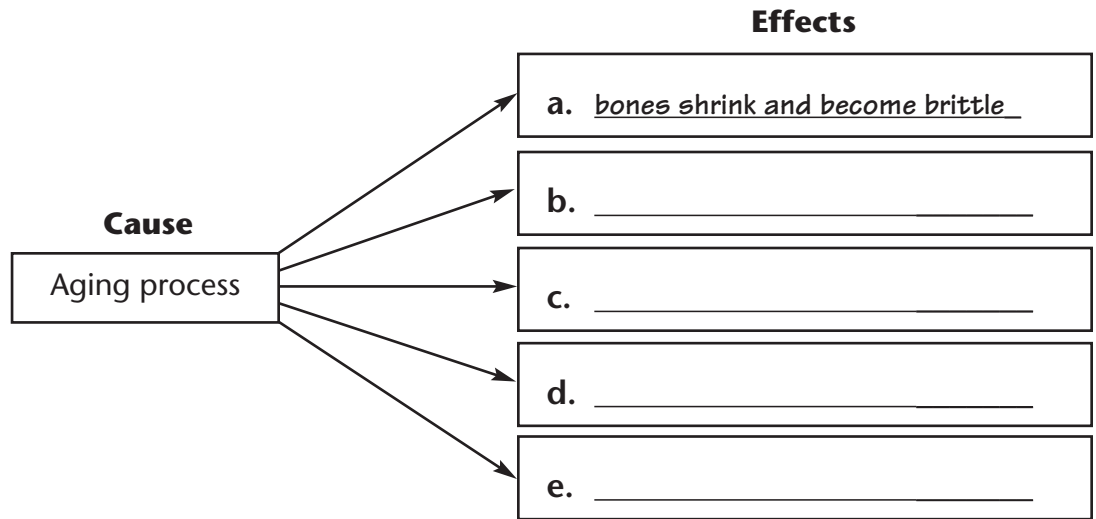 Effects
a. bones shrink and become brittle
b.
Cause
Aging process
c.
d.
e.